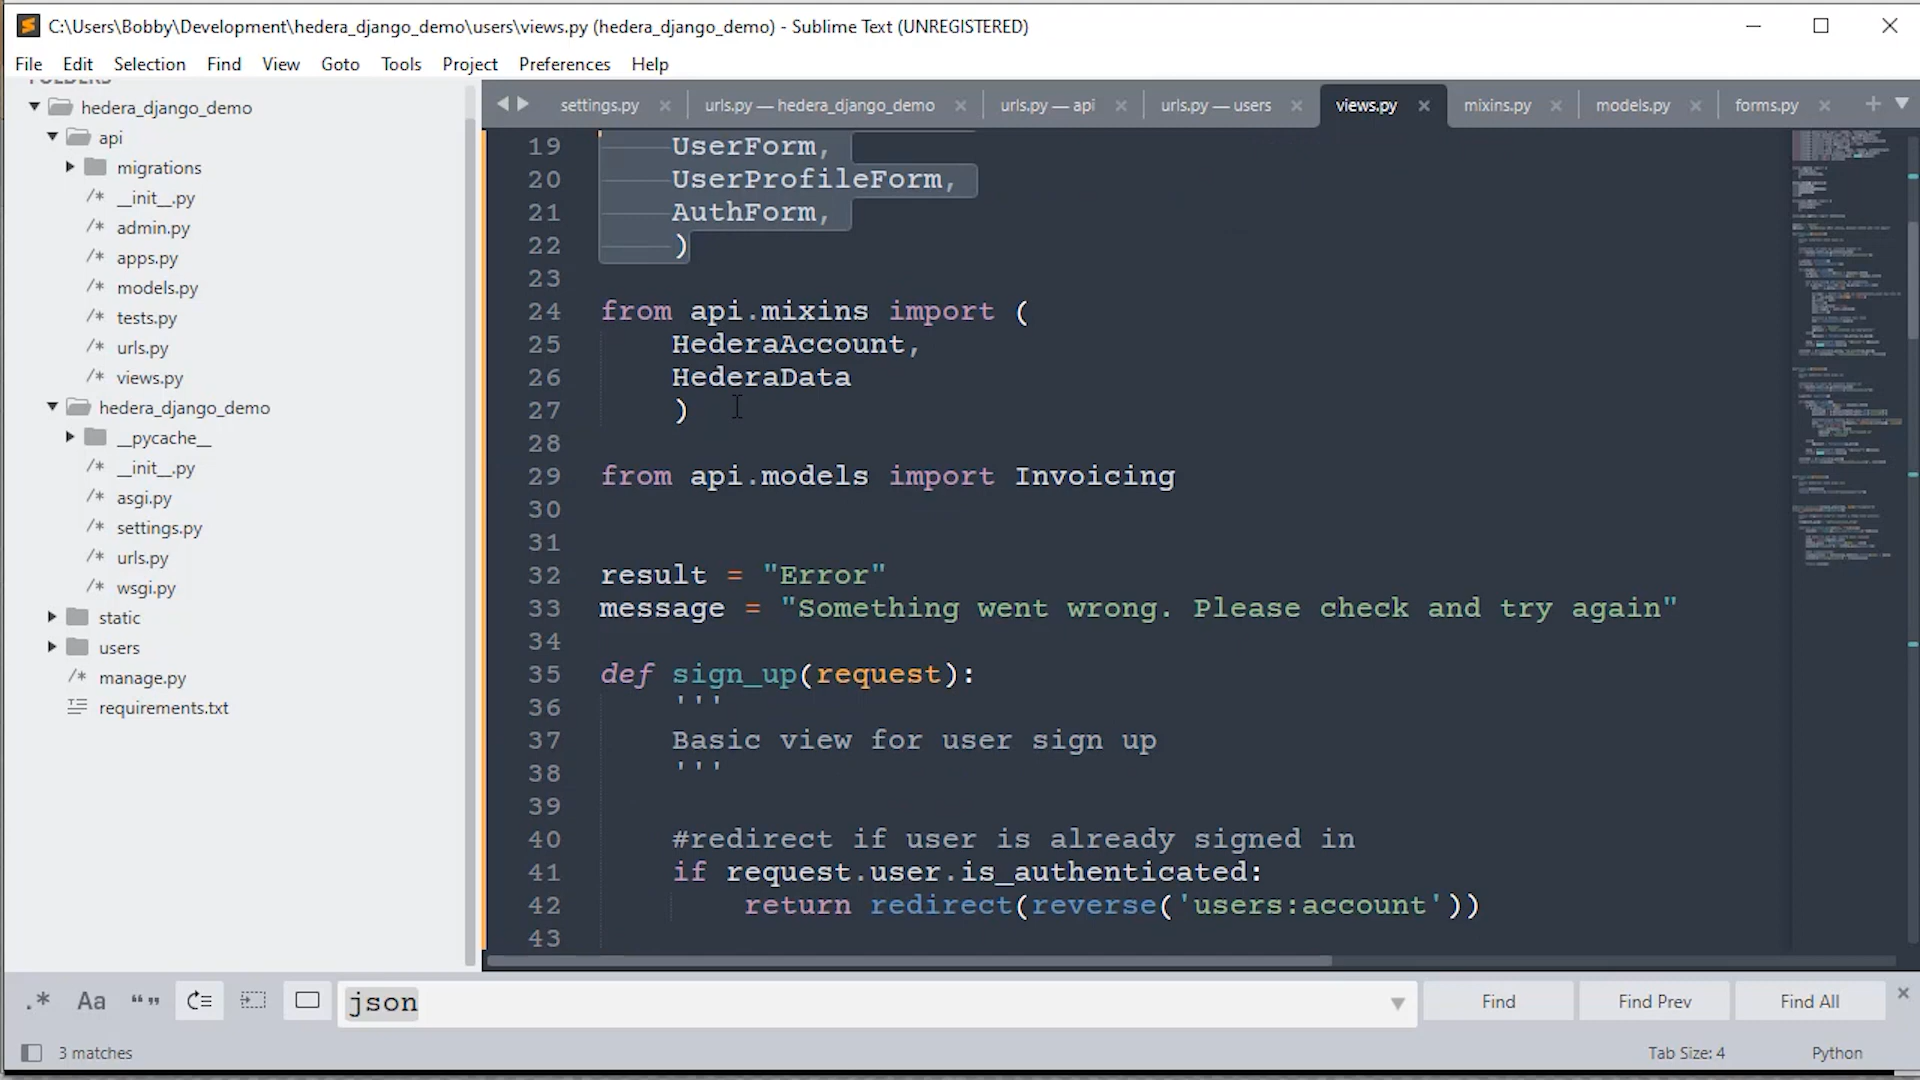 C:\Users\Bobby\Development\hedera_django_demo\users\views.py (hedera_django_demo) - Sublime Text (UNREGISTERED)
File Edit Selection Find View Goto Tools Project Preferences Help
FOLDERS
hedera_django_demo
api
migrations
/* __init__.py
/* admin.py
/* apps.py
/* models.py
/* tests.py
/* urls.py
/* views.py
hedera_django_demo
__pycache__
/* __init__.py
/* asgi.py
/* settings.py
/* urls.py
/* wsgi.py
static
users
/* manage.py
requirements.txt
settings.py urls.py — hedera_django_demo urls.py — api urls.py — users views.py mixins.py models.py forms.py
19 UserForm,
20 UserProfileForm,
21 AuthForm,
22 )
23
24 from api.mixins import (
25 HederaAccount,
26 HederaData
27 )
28
29 from api.models import Invoicing
30
31
32 result = "Error"
33 message = "Something went wrong. Please check and try again"
34
35 def sign_up(request):
36 '''
37 Basic view for user sign up
38 '''
39
40 #redirect if user is already signed in
41 if request.user.is_authenticated:
42 return redirect(reverse('users:account'))
43
.* Aa “” json Find Find Prev Find All
3 matches Tab Size: 4 Python